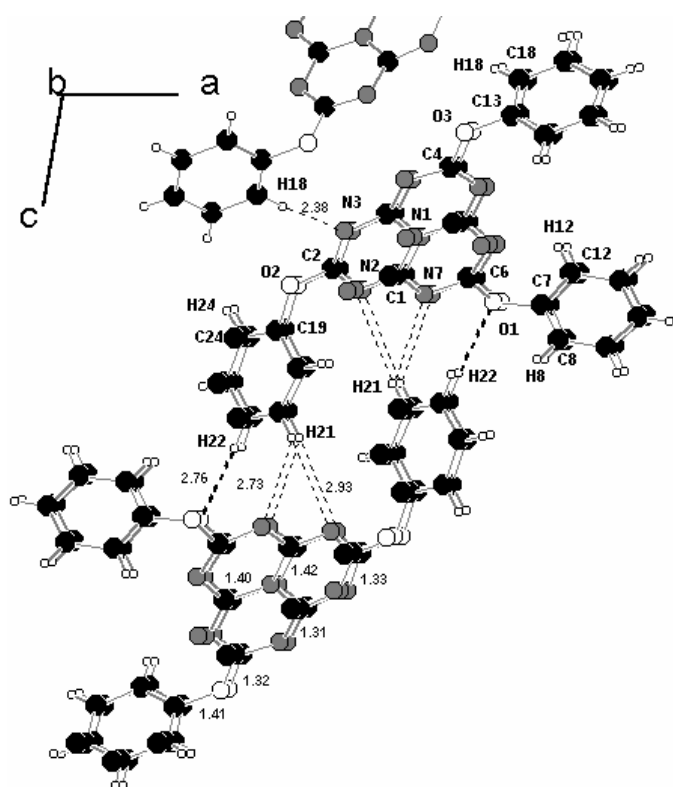 b a
c
H18 C18
C13
O3
C4
H18
2.38
N3
N1
H12
C12
C2
N2
C6
C7
O2
C1
N7
O1
H24
C19
C24
C8
H21
H22
H8
H22
H21
2.76
2.73
2.93
1.40
1.42
1.33
1.31
1.32
1.41